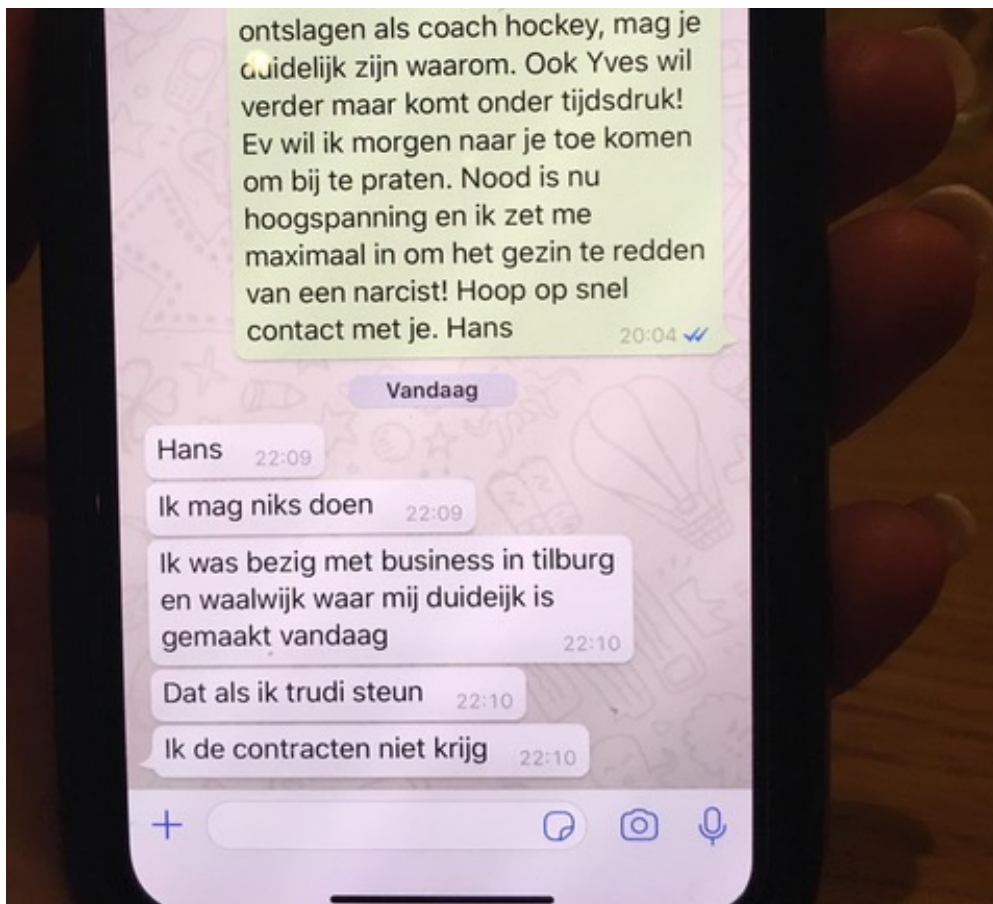 ontslagen als coach hockey, mag je
duidelijk zijn waarom. Ook Yves wil
verder maar komt onder tijdsdruk!
Ev wil ik morgen naar je toe komen
om bij te praten. Nood is nu
hoogspanning en ik zet me
maximaal in om het gezin te redden
van een narcist! Hoop op snel
contact met je. Hans
20:04
Vandaag
Hans 22:09
Ik mag niks doen 22:09
Ik was bezig met business in tilburg
en waalwijk waar mij duideijk is
gemaakt vandaag 22:10
Dat als ik trudi steun 22:10
Ik de contracten niet krijg 22:10